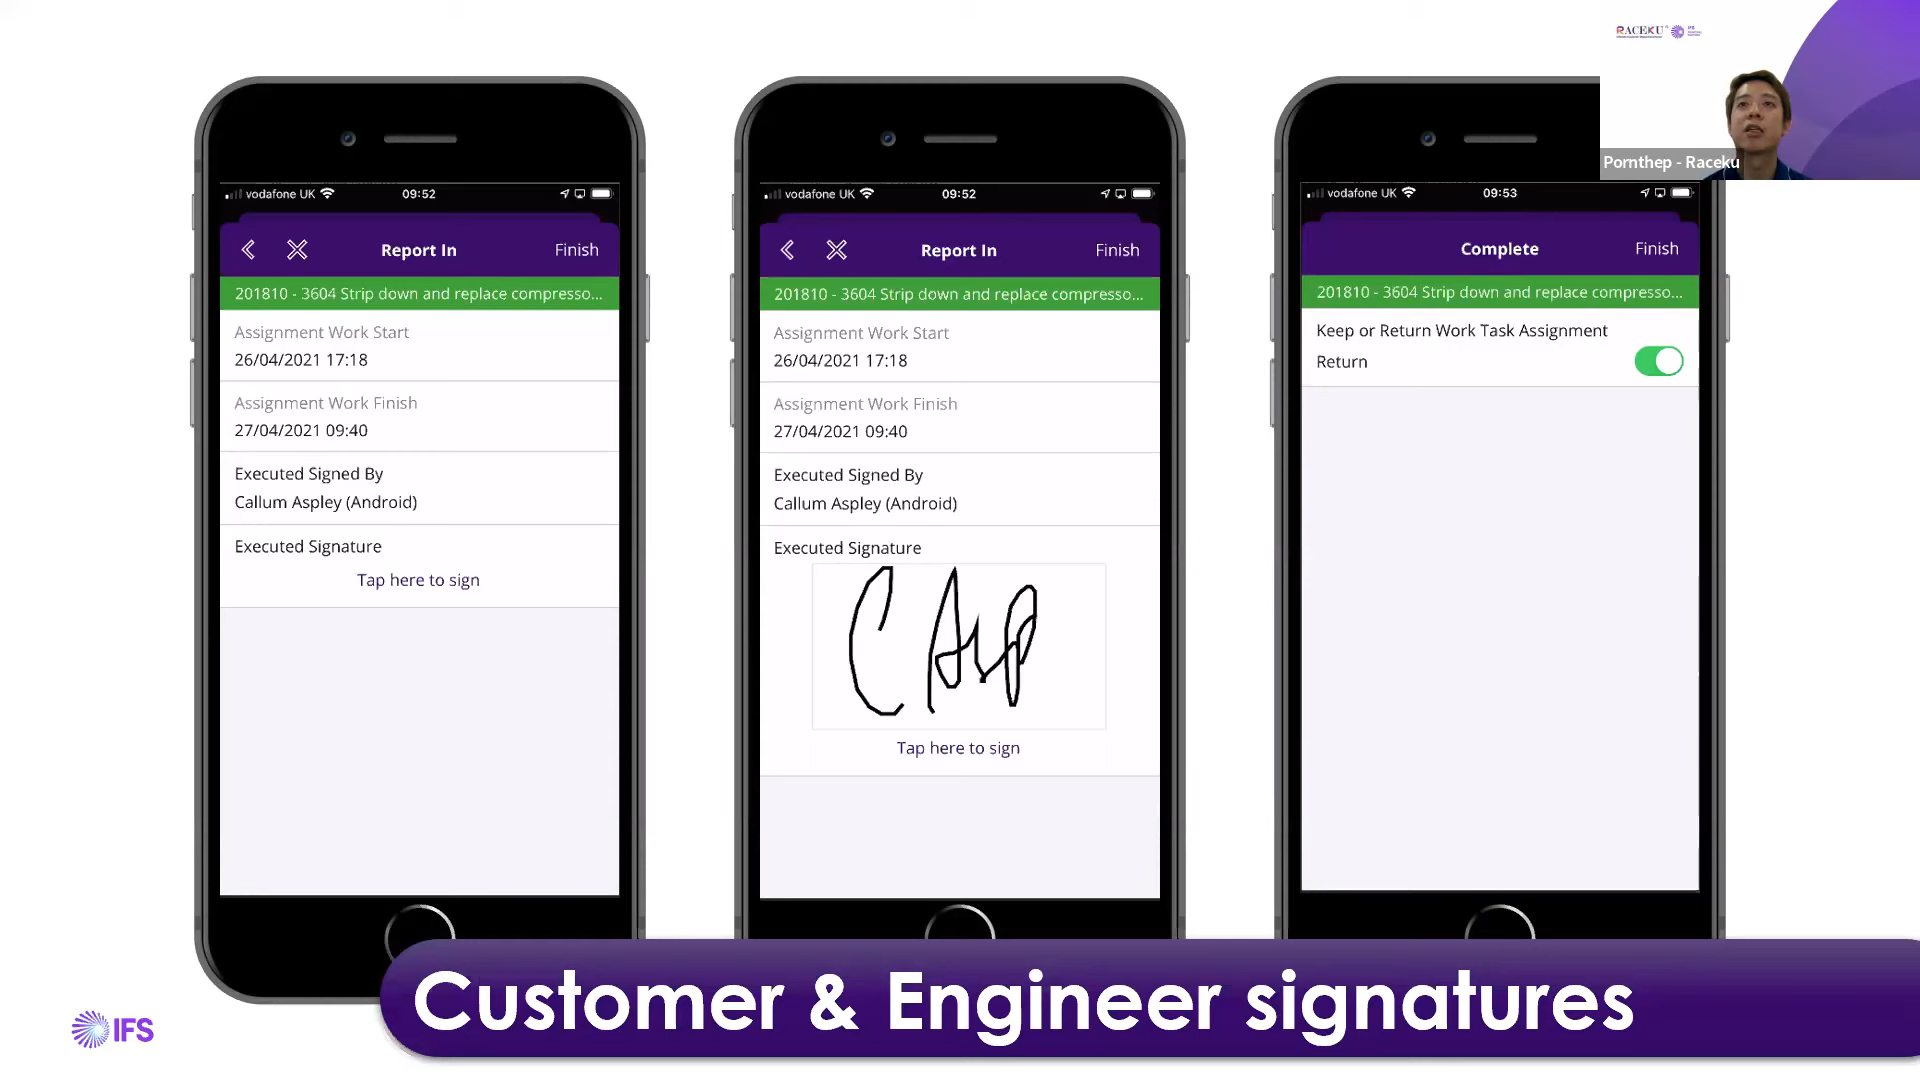 RACEKU
Pornthep - Raceku
vodafone UK
09:52
Report In
Finish
201810 - 3604 Strip down and replace compresso...
Assignment Work Start
26/04/2021 17:18
Assignment Work Finish
27/04/2021 09:40
Executed Signed By
Callum Aspley (Android)
Executed Signature
Tap here to sign
vodafone UK
09:52
Report In
Finish
201810 - 3604 Strip down and replace compresso...
Assignment Work Start
26/04/2021 17:18
Assignment Work Finish
27/04/2021 09:40
Executed Signed By
Callum Aspley (Android)
Executed Signature
C Asp
Tap here to sign
vodafone UK
09:53
Complete
Finish
201810 - 3604 Strip down and replace compresso...
Keep or Return Work Task Assignment
Return
Customer & Engineer signatures
IFS